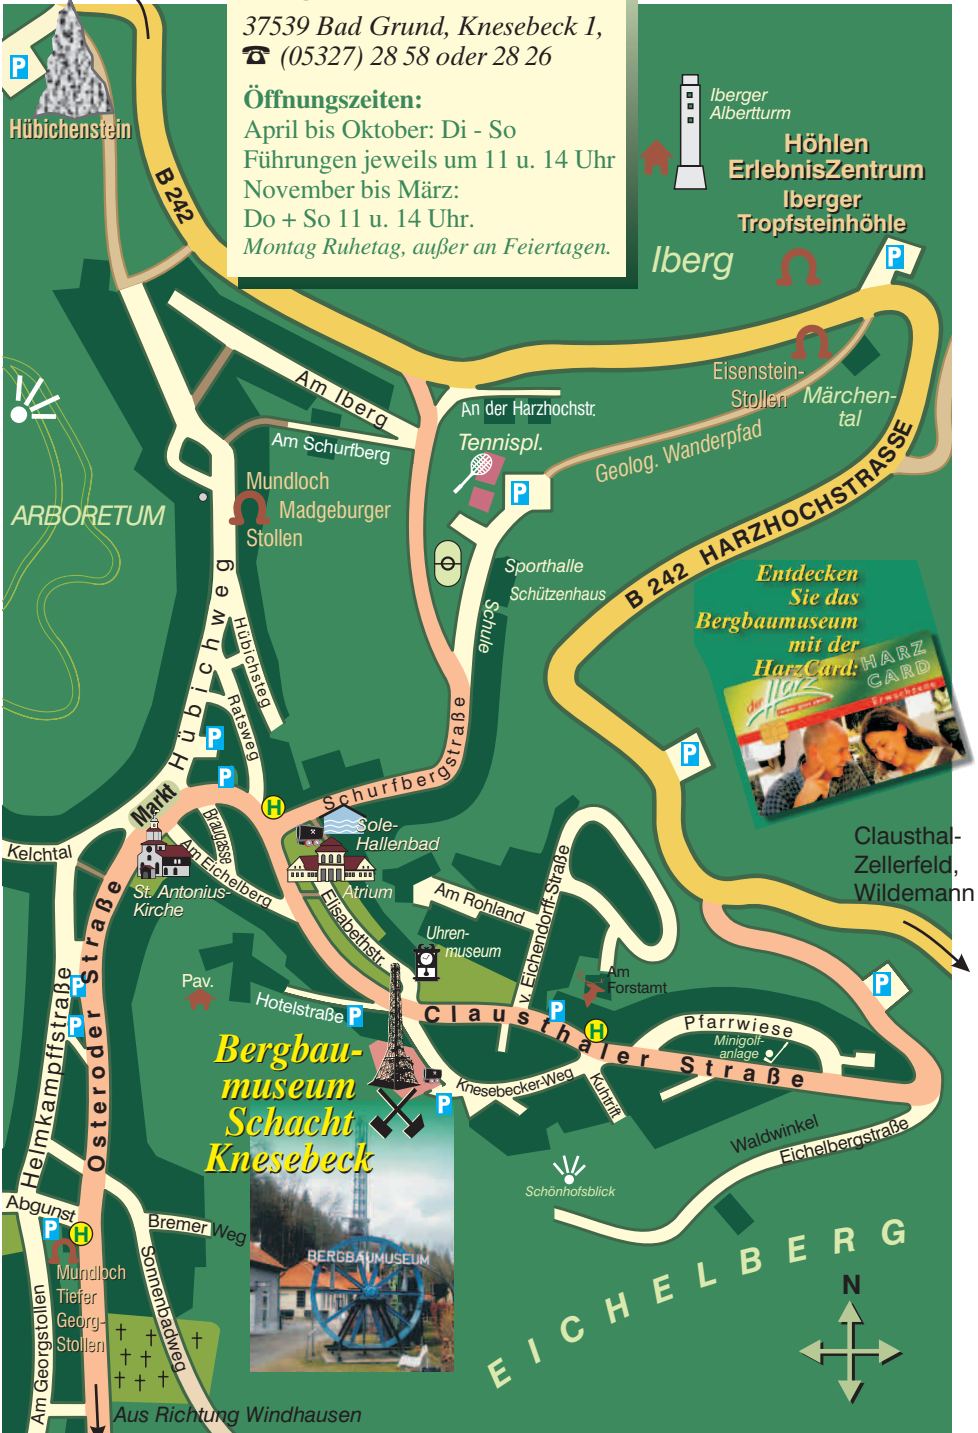 37539 Bad Grund, Knesebeck 1,
☎ (05327) 28 58 oder 28 26
Öffnungszeiten:
April bis Oktober: Di - So
Führungen jeweils um 11 u. 14 Uhr
November bis März:
Do + So 11 u. 14 Uhr.
Montag Ruhetag, außer an Feiertagen.
P
Hübichenstein
B 242
Iberger
Albertturm
Höhlen
ErlebnisZentrum
Iberger
Tropfsteinhöhle
Iberg
P
Eisenstein-
Stollen
Märchen-
tal
Am Iberg
An der Harzhochstr.
Am Schurfberg
Tennispl.
Geolog. Wanderpfad
P
B 242 HARZHOCHSTRASSE
ARBORETUM
Mundloch
Madgeburger
Stollen
Sporthalle
Schützenhaus
Schule
Hübichweg
Hübichsteg
Ratsweg
Entdecken
Sie das
Bergbaumuseum
mit der
HarzCard:
der Harz
HARZ
CARD
Erwachsene
P
P
P
Schurfbergstraße
H
Markt
Braugasse
Am Eichelberg
Kelchtal
St. Antonius-
Kirche
Sole-
Hallenbad
Atrium
Elisabethstr.
Am Rohland
v. Eichendorff-Straße
Uhren-
museum
Clausthal-
Zellerfeld,
Wildemann
Am
Forstamt
P
Pav.
Hotelstraße
P
P
P
Clausthaler Straße
P
H
Pfarrwiese
Minigolf-
anlage
Helmkampffstraße
Osteroder Straße
Bergbau-
museum
Schacht
Knesebeck
Knesebecker-Weg
P
Kuhtrift
Waldwinkel
Eichelbergstraße
Schönhofsblick
EICHELBERG
Abgunst
P
H
Bremer Weg
Sonnenbadweg
Mundloch
Tiefer
Georg-
Stollen
Am Georgstollen
BERGBAUMUSEUM
N
Aus Richtung Windhausen